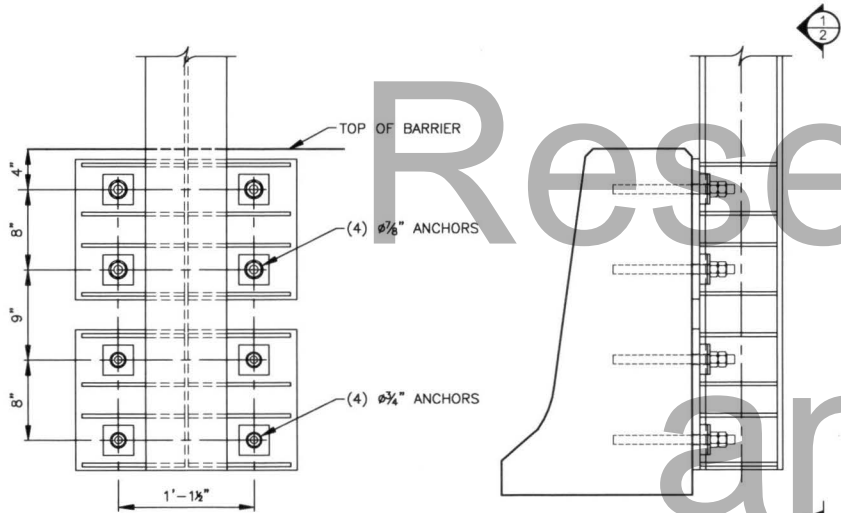 1
2
TOP OF BARRIER
4"
8"
(4) ø⅞" ANCHORS
9"
8"
(4) ø¾" ANCHORS
1'-1½"
Rese
an